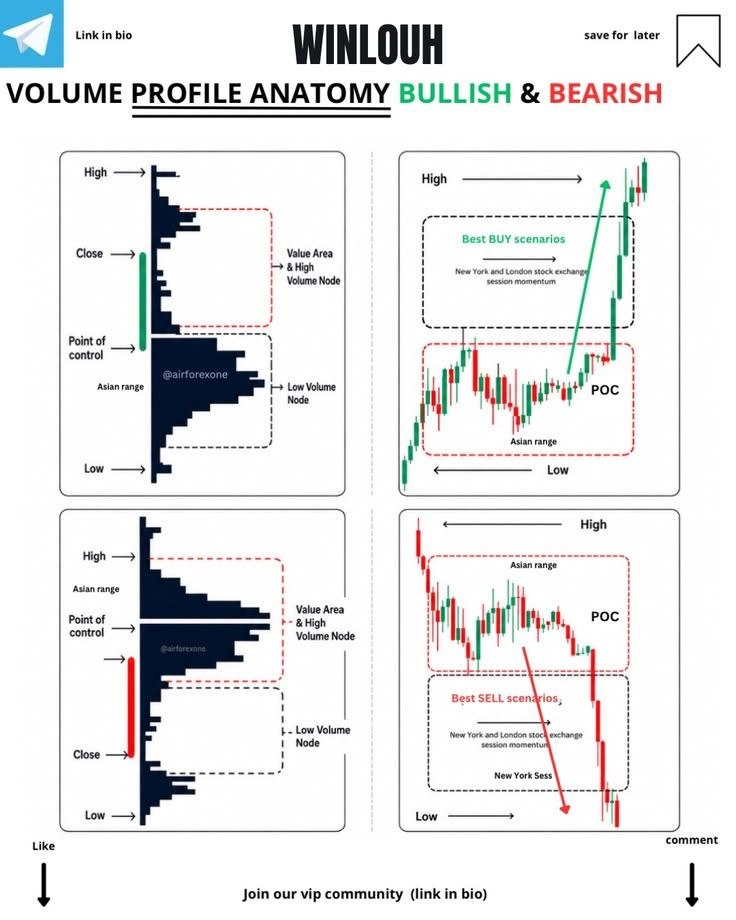 Link in bio
WINLOUH
save for later
VOLUME PROFILE ANATOMY BULLISH & BEARISH
High
Close
Point of
control
Asian range
Low
@airforexone
Value Area
& High
Volume Node
Low Volume
Node
High
Best BUY scenarios
New York and London stock exchange
session momentum
POC
Asian range
Low
High
Asian range
Point of
control
Close
Low
@airforexone
Value Area
& High
Volume Node
Low Volume
Node
High
Asian range
POC
Best SELL scenarios,
New York and London stock exchange
session momentum
New York Sess
Low
Like
comment
Join our vip community (link in bio)